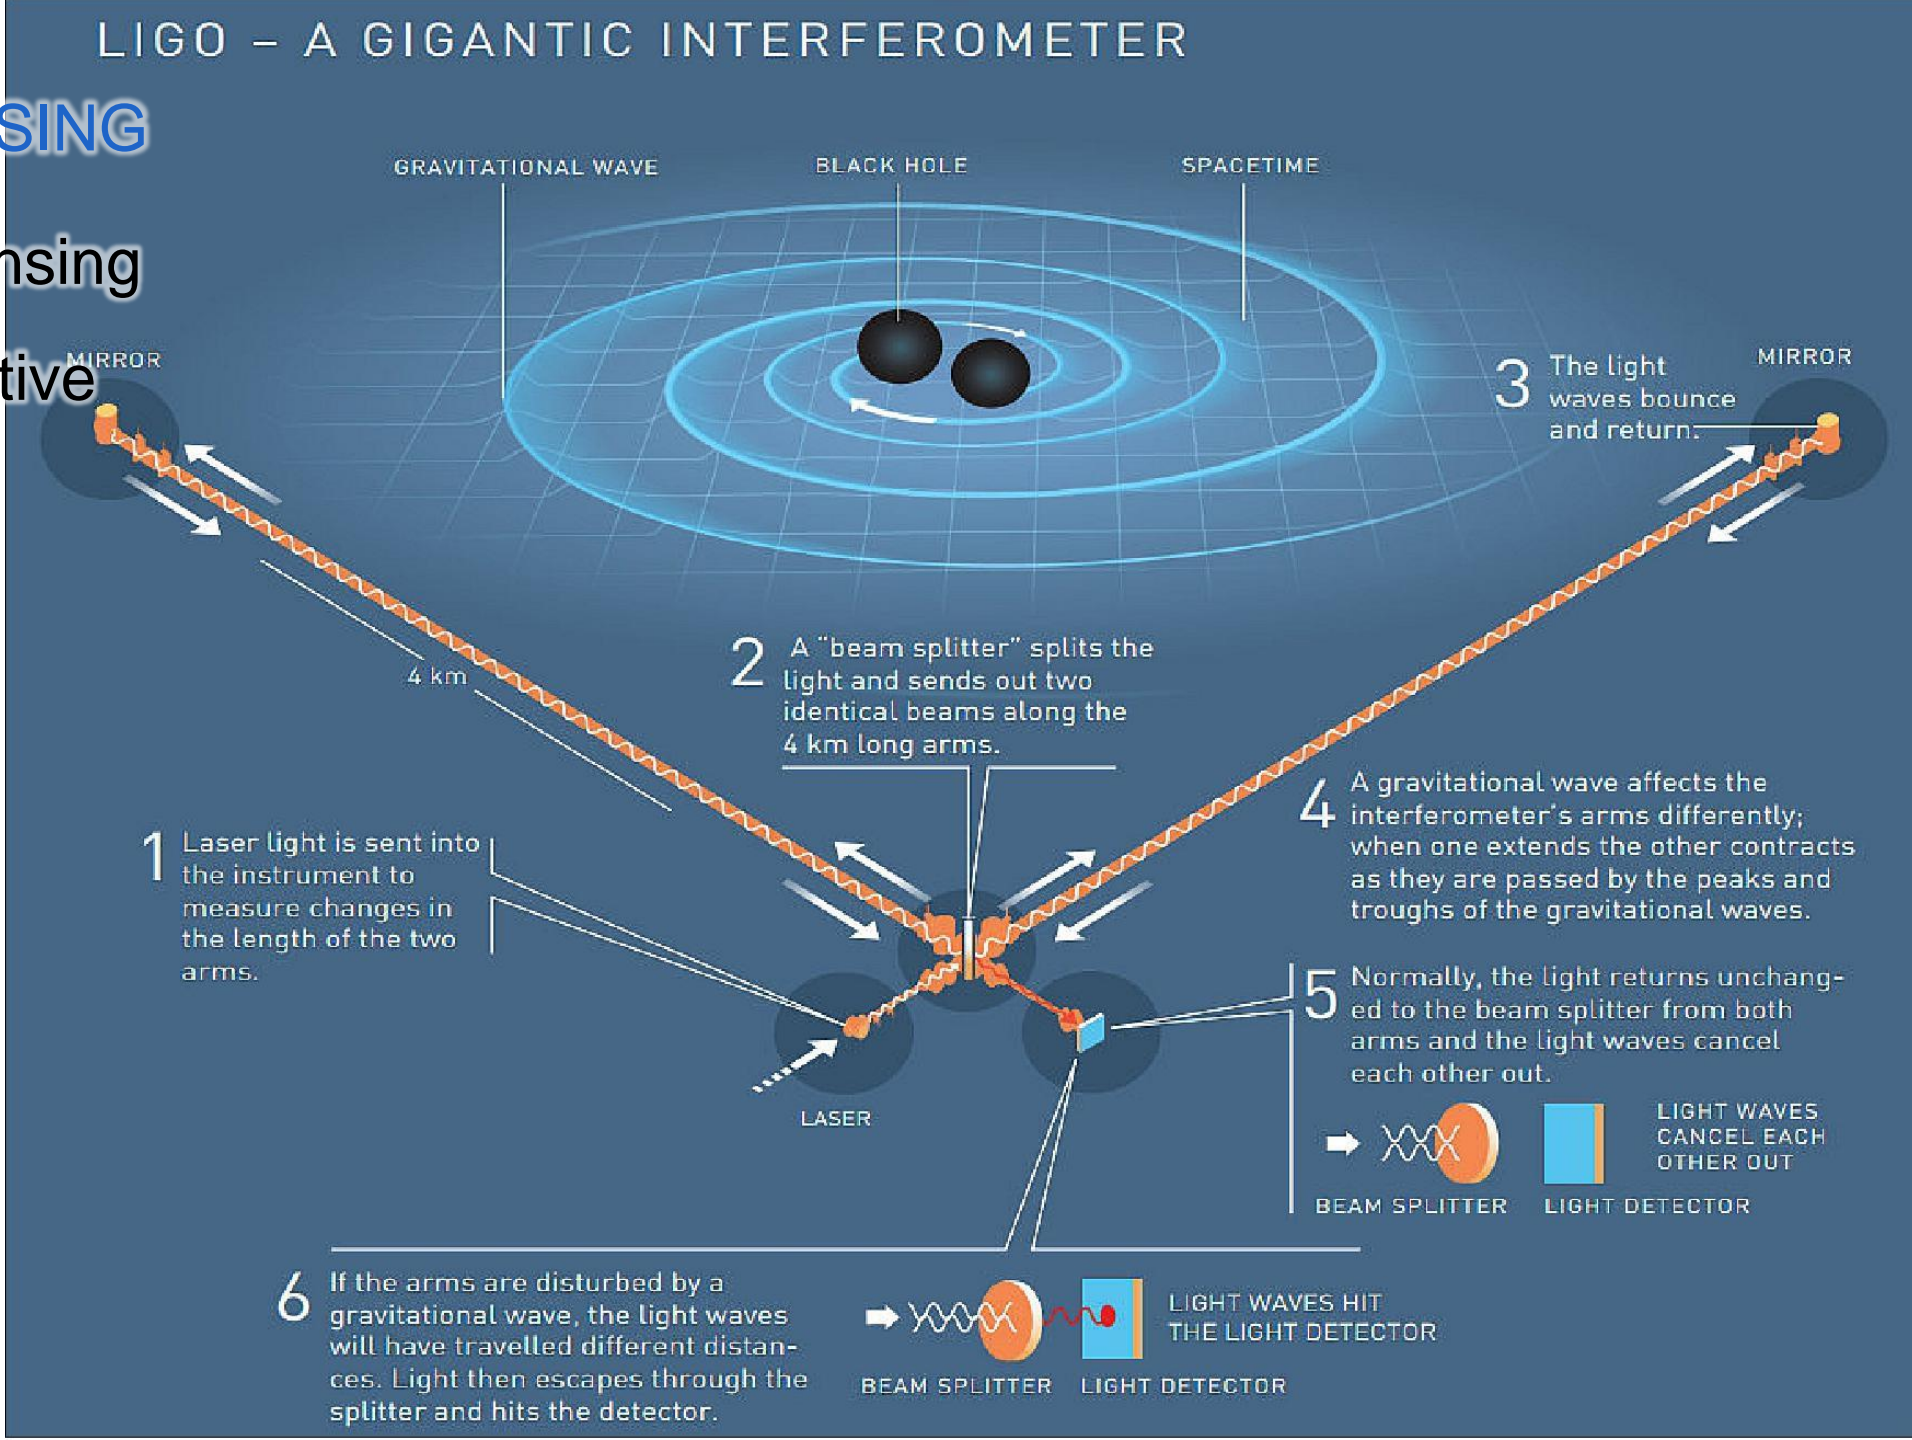 LIGO – A GIGANTIC INTERFEROMETER
SING
nsing
tive
GRAVITATIONAL WAVE
BLACK HOLE
SPACETIME
MIRROR
MIRROR
3 The light
waves bounce
and return.
4 km
2 A "beam splitter" splits the
light and sends out two
identical beams along the
4 km long arms.
1 Laser light is sent into
the instrument to
measure changes in
the length of the two
arms.
4 A gravitational wave affects the
interferometer's arms differently;
when one extends the other contracts
as they are passed by the peaks and
troughs of the gravitational waves.
5 Normally, the light returns unchang-
ed to the beam splitter from both
arms and the light waves cancel
each other out.
LASER
LIGHT WAVES
CANCEL EACH
OTHER OUT
BEAM SPLITTER
LIGHT DETECTOR
6 If the arms are disturbed by a
gravitational wave, the light waves
will have travelled different distan-
ces. Light then escapes through the
splitter and hits the detector.
LIGHT WAVES HIT
THE LIGHT DETECTOR
BEAM SPLITTER
LIGHT DETECTOR